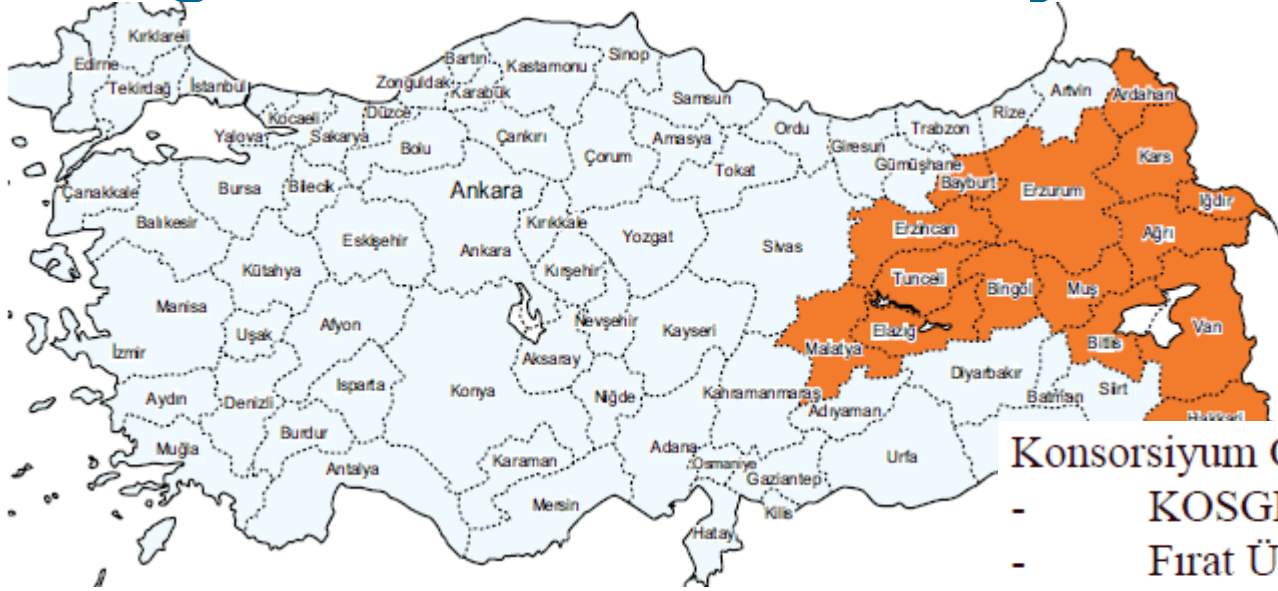 Kırklareli
Edirne
Tekirdağ
İstanbul
Kocaeli
Yalova
Sakarya
Düzce
Zonguldak
Bartın
Karabük
Kastamonu
Sinop
Samsun
Bolu
Çankırı
Çorum
Amasya
Tokat
Ordu
Giresun
Trabzon
Gümüşhane
Bayburt
Rize
Artvin
Ardahan
Kars
Iğdır
Erzurum
Ağrı
Erzincan
Çanakkale
Bursa
Bilecik
Ankara
Balıkesir
Eskişehir
Ankara
Kırıkkale
Yozgat
Sivas
Kütahya
Kırşehir
Tunceli
Bingöl
Muş
Manisa
Uşak
Afyon
Nevşehir
Kayseri
Malatya
Elazığ
Bitlis
Van
İzmir
Aksaray
Diyarbakır
Aydın
Denizli
Isparta
Konya
Niğde
Kahramanmaraş
Adıyaman
Batman
Siirt
Hakkari
Muğla
Burdur
Antalya
Karaman
Adana
Osmaniye
Gaziantep
Urfa
Mersin
Kilis
Hatay
Konsorsiyum
- KOSG
- Fırat Ü